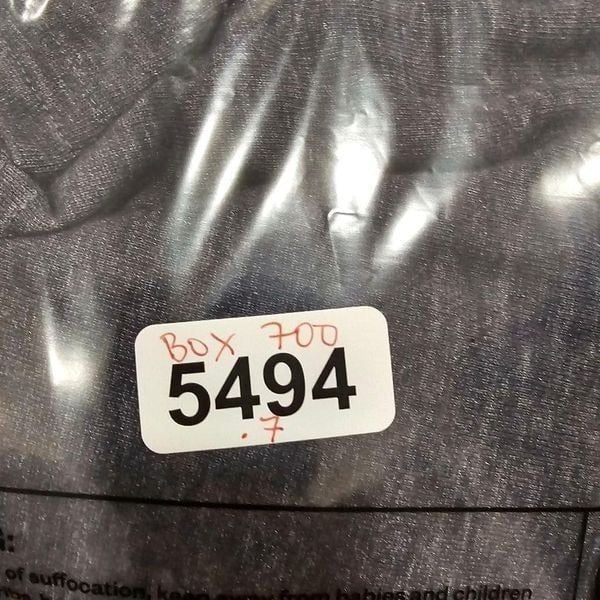 BOX 700
5494
.7
of suffocation, keep away from babies and children